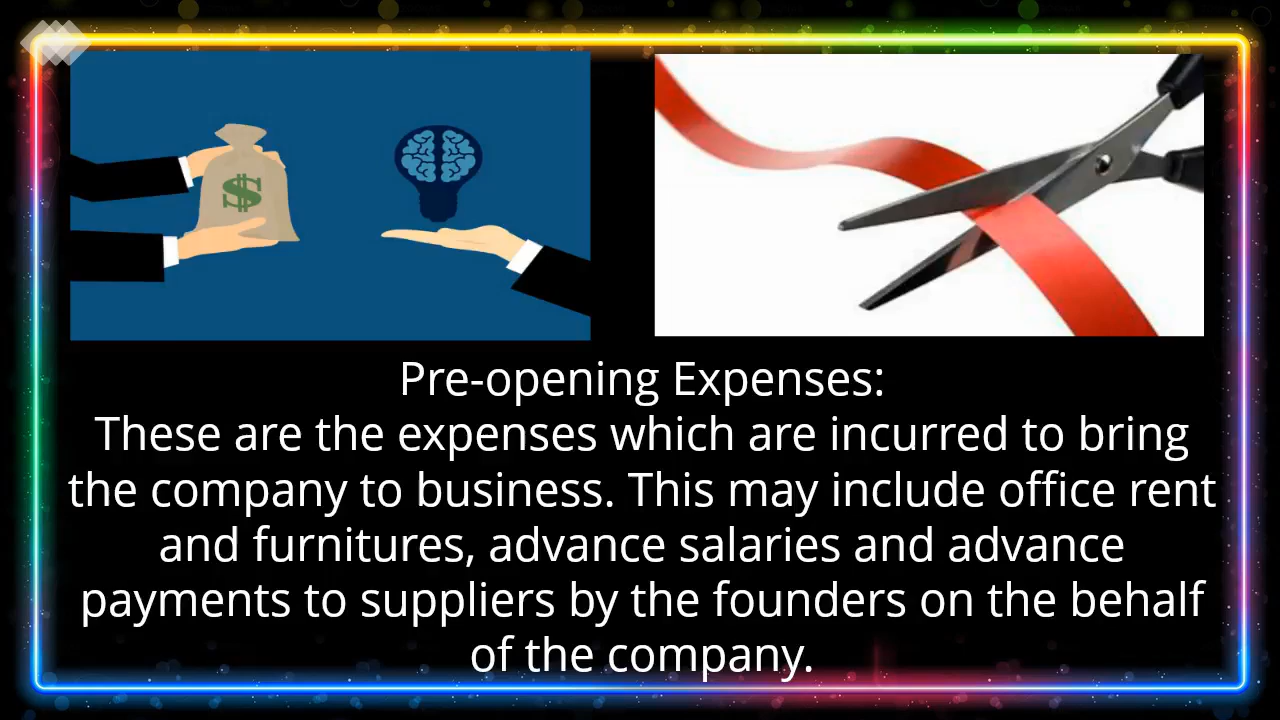 $
Pre-opening Expenses:
These are the expenses which are incurred to bring
the company to business. This may include office rent
and furnitures, advance salaries and advance
payments to suppliers by the founders on the behalf
of the company.